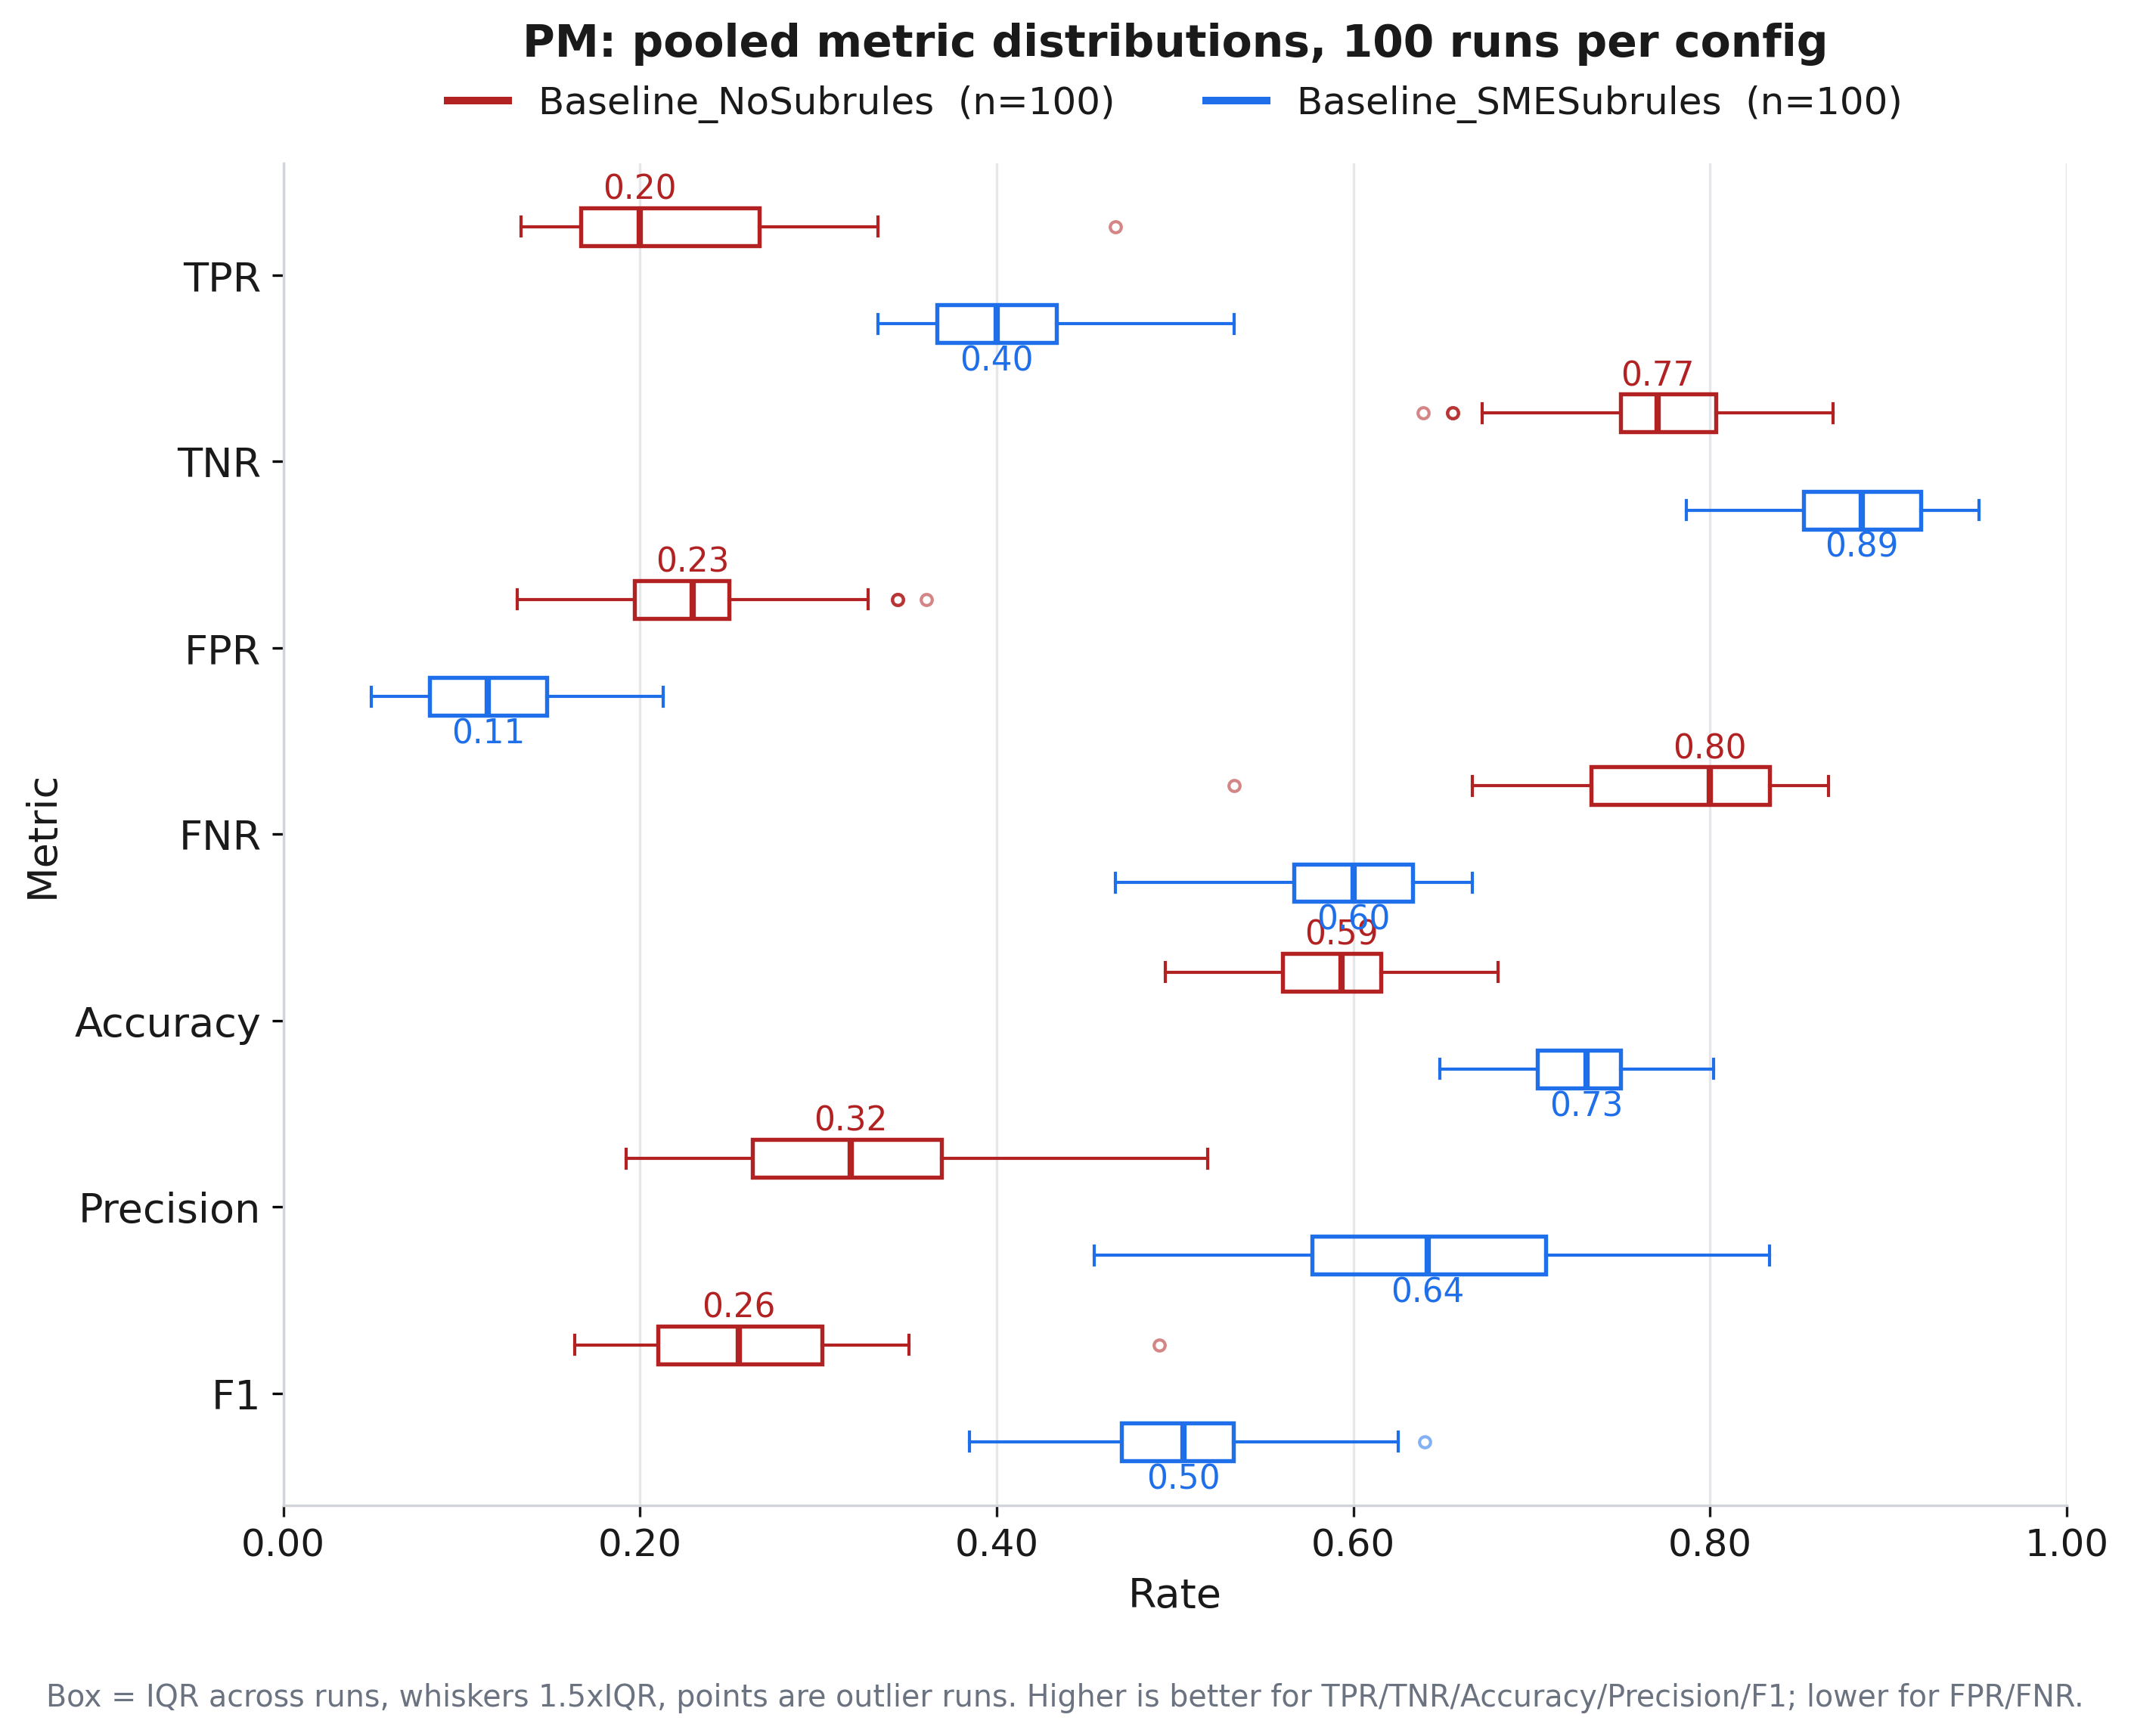 PM: pooled metric distributions, 100 runs per config
Baseline_NoSubrules (n=100)
Baseline_SMESubrules (n=100)
0.20
TPR
0.40
0.77
TNR
0.89
0.23
FPR
0.11
0.80
FNR
0.60
0.59
Accuracy
0.73
0.32
Precision
0.64
0.26
F1
0.50
Metric
0.00 0.20 0.40 0.60 0.80 1.00
Rate
Box = IQR across runs, whiskers 1.5xIQR, points are outlier runs. Higher is better for TPR/TNR/Accuracy/Precision/F1; lower for FPR/FNR.